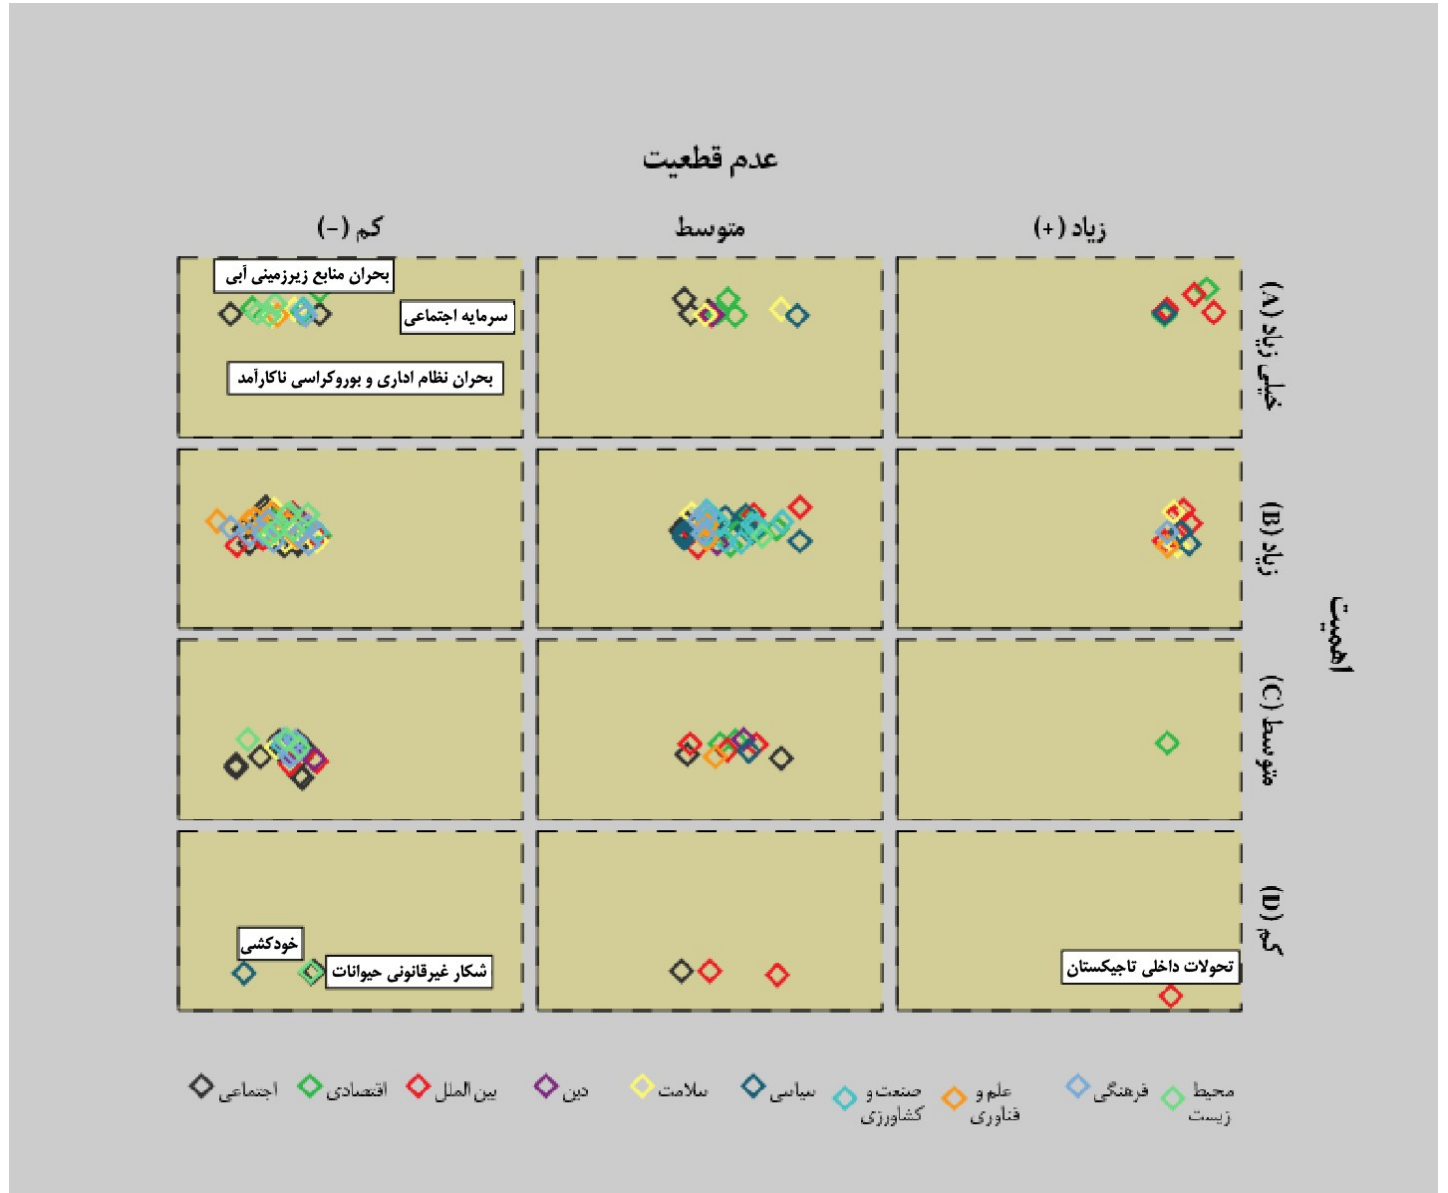 عدم قطعیت
زیاد (+)
متوسط
کم (-)
خیلی زیاد (A)
بحران منابع زیرزمینی آبی
سرمایه اجتماعی
بحران نظام اداری و بوروکراسی ناکارآمد
زیاد (B)
اهمیت
متوسط (C)
کم (D)
تحولات داخلی تاجیکستان
خودکشی
شکار غیرقانونی حیوانات
محیط
زیست
فرهنگی
علم و
فناوری
صنعت و
کشاورزی
سیاسی
سلامت
دین
بین‌الملل
اقتصادی
اجتماعی